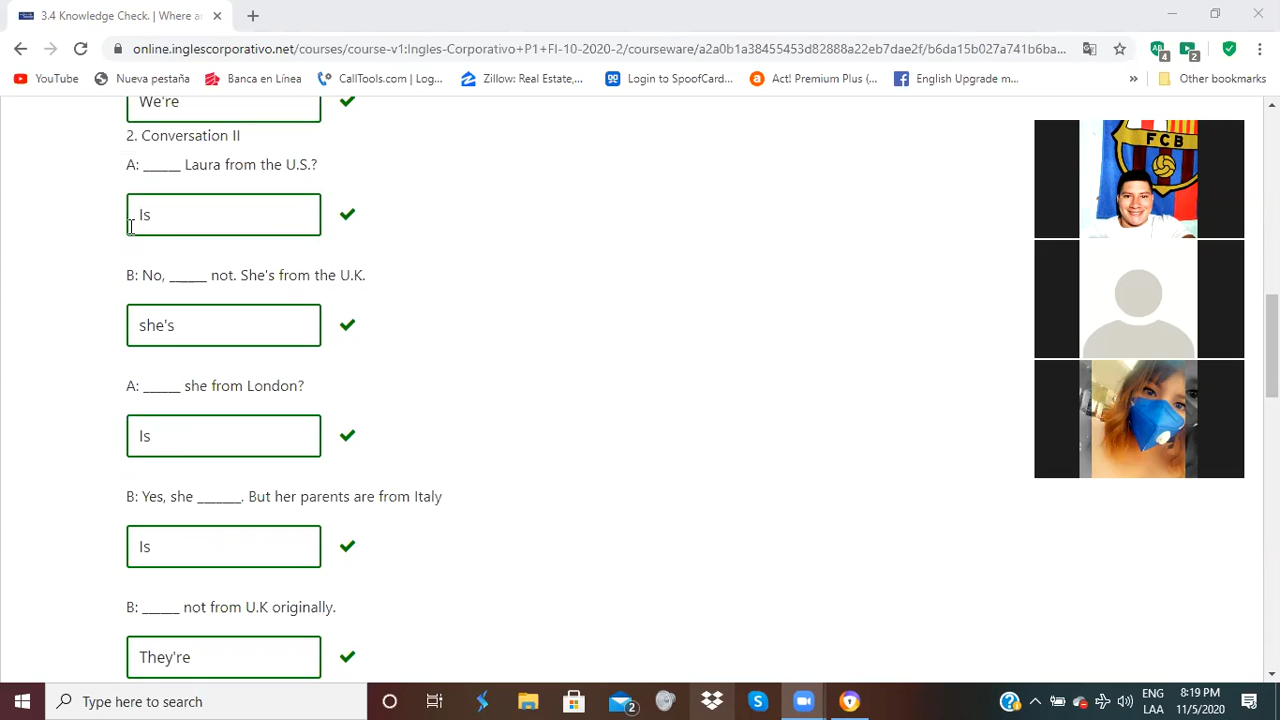 3.4 Knowledge Check. | Where a
online.inglescorporativo.net/courses/course-v1:Ingles-Corporativo+P1+FI-10-2020-2/courseware/a2a0b1a38455453d82888a22eb7dae2f/b6da15b027a741b6ba...
4
2
YouTube
Nueva pestaña
Banca en Línea
CallTools.com | Log...
Zillow: Real Estate,...
Login to SpoofCard...
Act! Premium Plus (...
English Upgrade m...
»
Other bookmarks
We're
2. Conversation II
A: _____ Laura from the U.S.?
Is
B: No, _____ not. She's from the U.K.
she's
A: _____ she from London?
Is
B: Yes, she ______. But her parents are from Italy
Is
B: _____ not from U.K originally.
They're
FCB
Type here to search
2
ENG
LAA
8:19 PM
11/5/2020